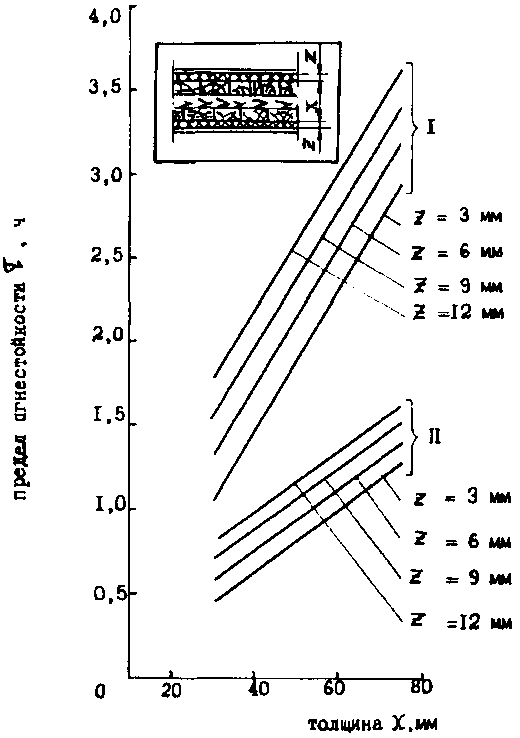 4,0
3,5
3,0
2,5
2,0
I,5
I,0
0,5
0
20
40
60
80
предел огнестойкости τ, ч
толщина X, мм
Z
X
Z
I
Z = 3 мм
Z = 6 мм
Z = 9 мм
Z =I2 мм
II
Z = 3 мм
Z = 6 мм
Z = 9 мм
Z =I2 мм